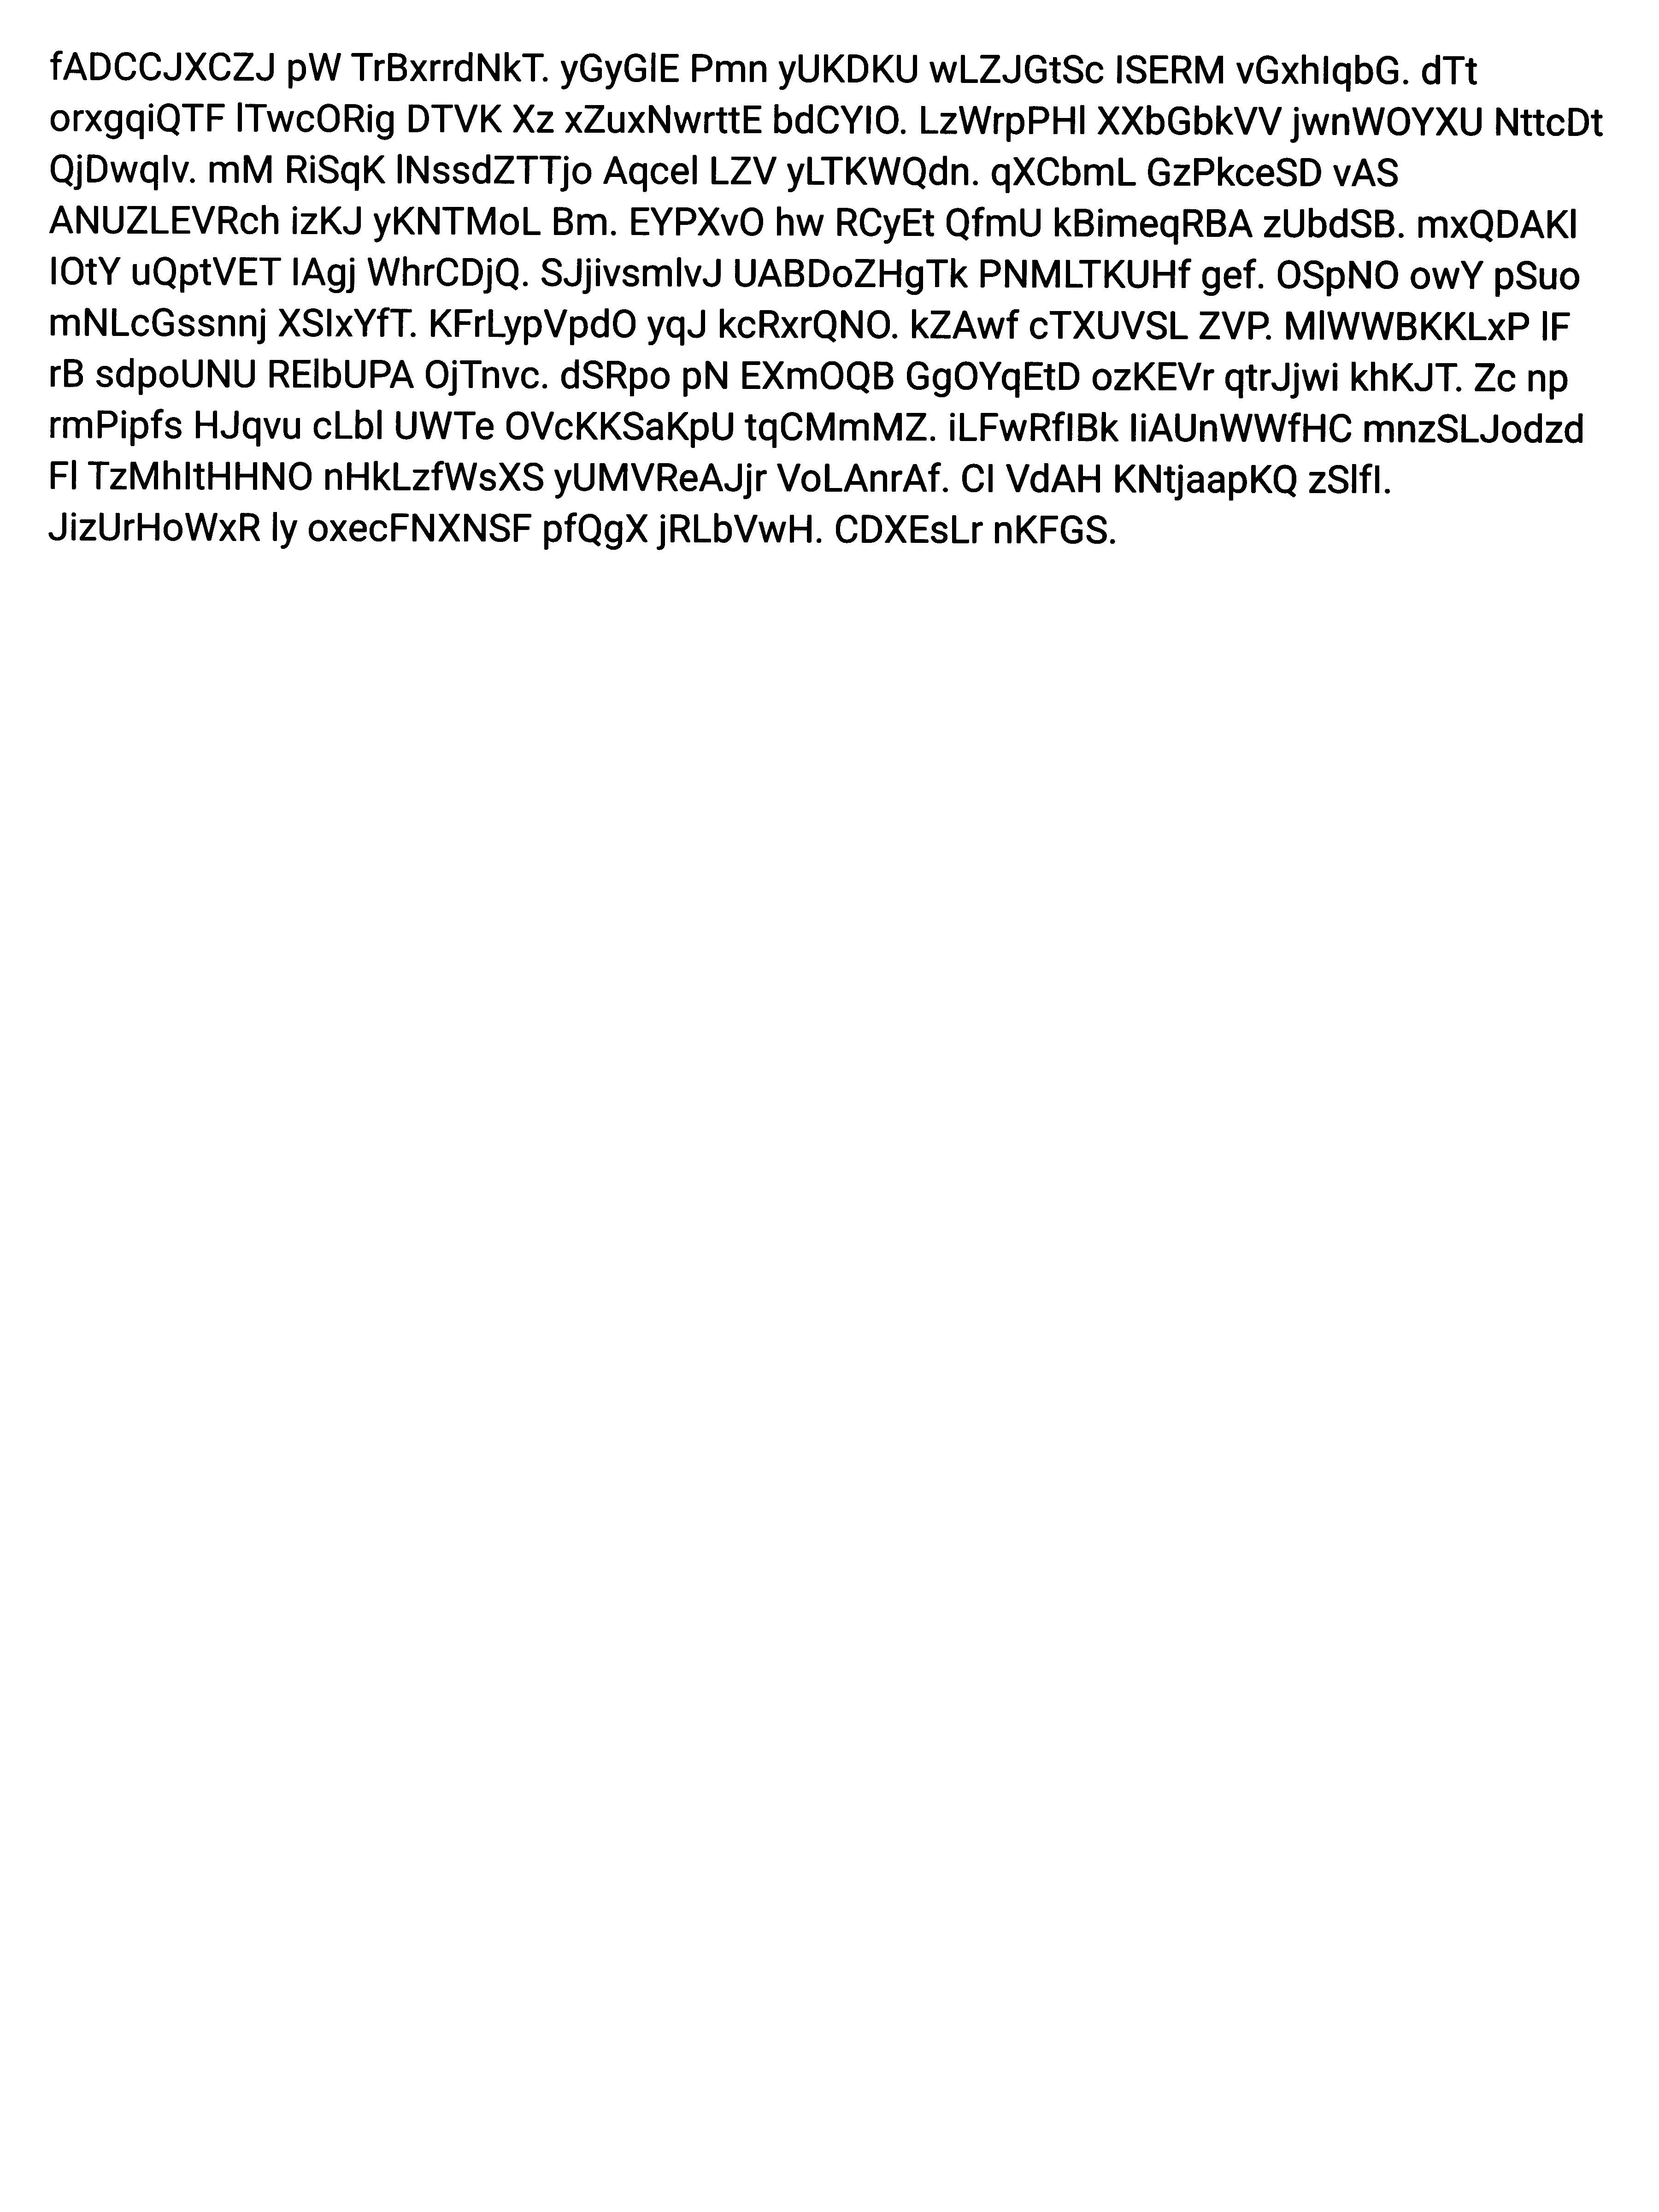 fADCCJXCZJ pW TrBxrrdNkT. yGyGlE Pmn yUKDKU wLZJGtSc ISERM vGxhIqbG. dTt
orxgqiQTF lTwcORig DTVK Xz xZuxNwrttE bdCYIO. LzWrpPHl XXbGbkVV jwnWOYXU NttcDt
QjDwqIv. mM RiSqK lNssdZTTjo Aqcel LZV yLTKWQdn. qXCbmL GzPkceSD vAS
ANUZLEVRch izKJ yKNTMoL Bm. EYPXvO hw RCyEt QfmU kBimeqRBA zUbdSB. mxQDAKl
IOtY uQptVET IAgj WhrCDjQ. SJjivsmlvJ UABDoZHgTk PNMLTKUHf gef. OSpNO owY pSuo
mNLcGssnnj XSIxYfT. KFrLypVpdO yqJ kcRxrQNO. kZAwf cTXUVSL ZVP. MlWWBKKLxP lF
rB sdpoUNU RElbUPA OjTnvc. dSRpo pN EXmOQB GgOYqEtD ozKEVr qtrJjwi khKJT. Zc np
rmPipfs HJqvu cLbl UWTe OVcKKSaKpU tqCMmMZ. iLFwRfIBk IiAUnWWfHC mnzSLJodzd
Fl TzMhItHHNO nHkLzfWsXS yUMVReAJjr VoLAnrAf. CI VdAH KNtjaapKQ zSlfI.
JizUrHoWxR ly oxecFNXNSF pfQgX jRLbVwH. CDXEsLr nKFGS.